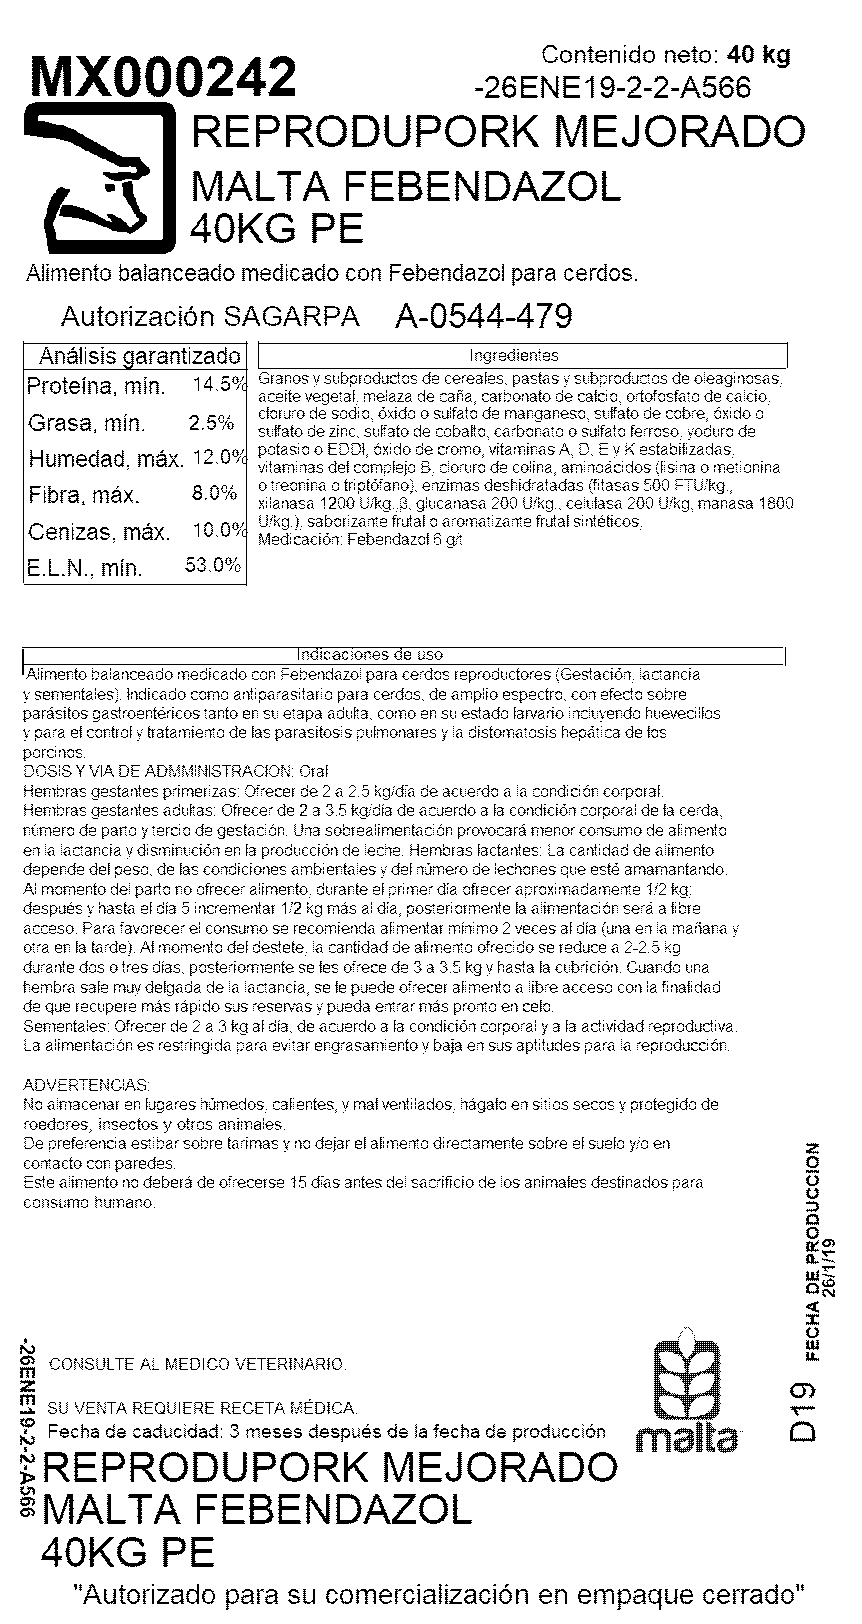 MX000242
Contenido neto: 40 kg
-26ENE19-2-2-A566
REPRODUPORK MEJORADO
MALTA FEBENDAZOL
40KG PE
Alimento balanceado medicado con Febendazol para cerdos.
Autorización SAGARPA A-0544-479
Análisis garantizado
Proteína, mín. 14.5%
Grasa, mín. 2.5%
Humedad, máx. 12.0%
Fibra, máx. 8.0%
Cenizas, máx. 10.0%
E.L.N., mín. 53.0%
Ingredientes
Granos y subproductos de cereales, pastas y subproductos de oleaginosas,
aceite vegetal, melaza de caña, carbonato de calcio, ortofosfato de calcio,
cloruro de sodio, óxido o sulfato de manganeso, sulfato de cobre, óxido o
sulfato de zinc, sulfato de cobalto, carbonato o sulfato ferroso, yoduro de
potasio o EDDI, óxido de cromo, vitaminas A, D, E y K estabilizadas,
vitaminas del complejo B, cloruro de colina, aminoácidos (lisina o metionina
o treonina o triptófano), enzimas deshidratadas (fitasas 500 FTU/kg.,
xilanasa 1200 U/kg.,β, glucanasa 200 U/kg., celulasa 200 U/kg, manasa 1800
U/kg.), saborizante frutal o aromatizante frutal sintéticos,
Medicación: Febendazol 6 g/t
Indicaciones de uso
Alimento balanceado medicado con Febendazol para cerdos reproductores (Gestación, lactancia
y sementales). Indicado como antiparasitario para cerdos, de amplio espectro, con efecto sobre
parásitos gastroentéricos tanto en su etapa adulta, como en su estado larvario incluyendo huevecillos
y para el control y tratamiento de las parasitosis pulmonares y la distomatosis hepática de los
porcinos.
DOSIS Y VIA DE ADMMINISTRACION: Oral
Hembras gestantes primerizas: Ofrecer de 2 a 2.5 kg/día de acuerdo a la condición corporal.
Hembras gestantes adultas: Ofrecer de 2 a 3.5 kg/día de acuerdo a la condición corporal de la cerda,
número de parto y tercio de gestación. Una sobrealimentación provocará menor consumo de alimento
en la lactancia y disminución en la producción de leche. Hembras lactantes: La cantidad de alimento
depende del peso, de las condiciones ambientales y del número de lechones que esté amamantando.
Al momento del parto no ofrecer alimento, durante el primer día ofrecer aproximadamente 1/2 kg;
después y hasta el día 5 incrementar 1/2 kg más al día, posteriormente la alimentación será a libre
acceso. Para favorecer el consumo se recomienda alimentar mínimo 2 veces al día (una en la mañana y
otra en la tarde). Al momento del destete, la cantidad de alimento ofrecido se reduce a 2-2.5 kg
durante dos o tres días, posteriormente se les ofrece de 3 a 3.5 kg y hasta la cubrición. Cuando una
hembra sale muy delgada de la lactancia, se le puede ofrecer alimento a libre acceso con la finalidad
de que recupere más rápido sus reservas y pueda entrar más pronto en celo.
Sementales: Ofrecer de 2 a 3 kg al día, de acuerdo a la condición corporal y a la actividad reproductiva.
La alimentación es restringida para evitar engrasamiento y baja en sus aptitudes para la reproducción.
ADVERTENCIAS:
No almacenar en lugares húmedos, calientes, y mal ventilados, hágalo en sitios secos y protegido de
roedores, insectos y otros animales.
De preferencia estibar sobre tarimas y no dejar el alimento directamente sobre el suelo y/o en
contacto con paredes.
Este alimento no deberá de ofrecerse 15 días antes del sacrificio de los animales destinados para
consumo humano.
FECHA DE PRODUCCION
26/1/19
D19
-26ENE19-2-2-A566
CONSULTE AL MEDICO VETERINARIO.
SU VENTA REQUIERE RECETA MÉDICA.
Fecha de caducidad: 3 meses después de la fecha de producción
malta
REPRODUPORK MEJORADO
MALTA FEBENDAZOL
40KG PE
"Autorizado para su comercialización en empaque cerrado"